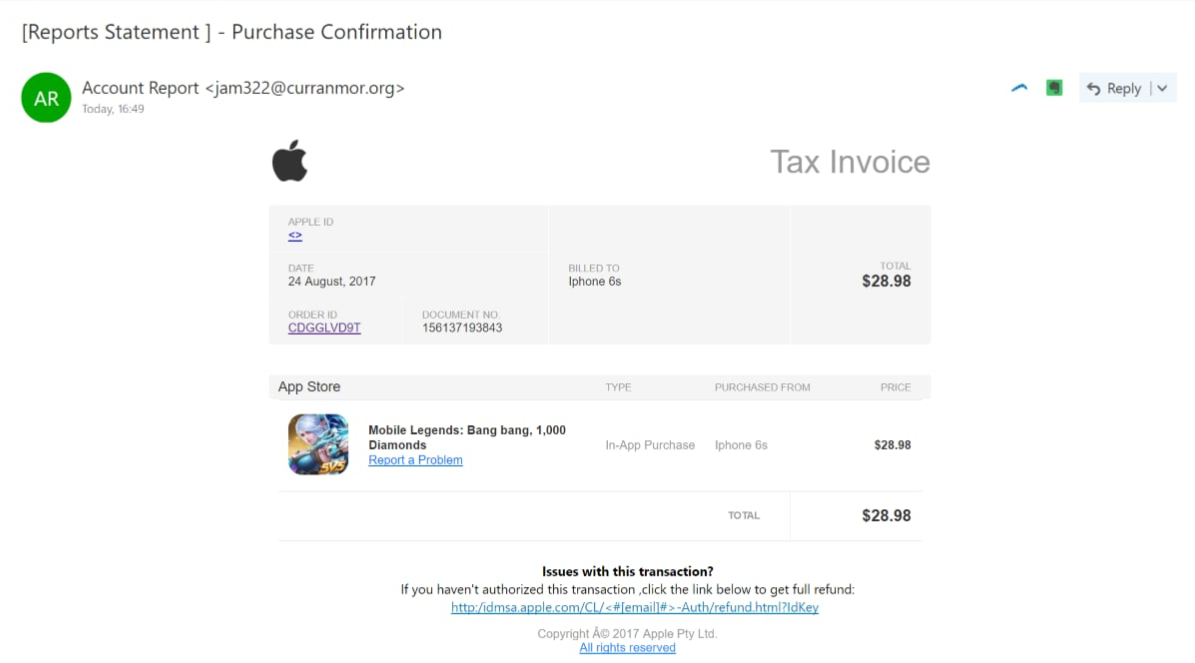 [Reports Statement ] - Purchase Confirmation
AR
Account Report <jam322@curranmor.org>
Today, 16:49
Reply
Tax Invoice
APPLE ID
<>
DATE
24 August, 2017
BILLED TO
Iphone 6s
TOTAL
$28.98
ORDER ID
CDGGLVD9T
DOCUMENT NO.
156137193843
App Store
TYPE
PURCHASED FROM
PRICE
Mobile Legends: Bang bang, 1,000
Diamonds
Report a Problem
5V5
In-App Purchase
Iphone 6s
$28.98
TOTAL
$28.98
Issues with this transaction?
If you haven't authorized this transaction ,click the link below to get full refund:
http:/idmsa.apple.com/CL/<#[email]#>-Auth/refund.html?IdKey
Copyright Â© 2017 Apple Pty Ltd.
All rights reserved